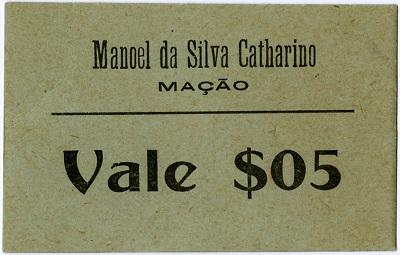 Manoel da Silva Catharino
MAÇÃO
Vale $05